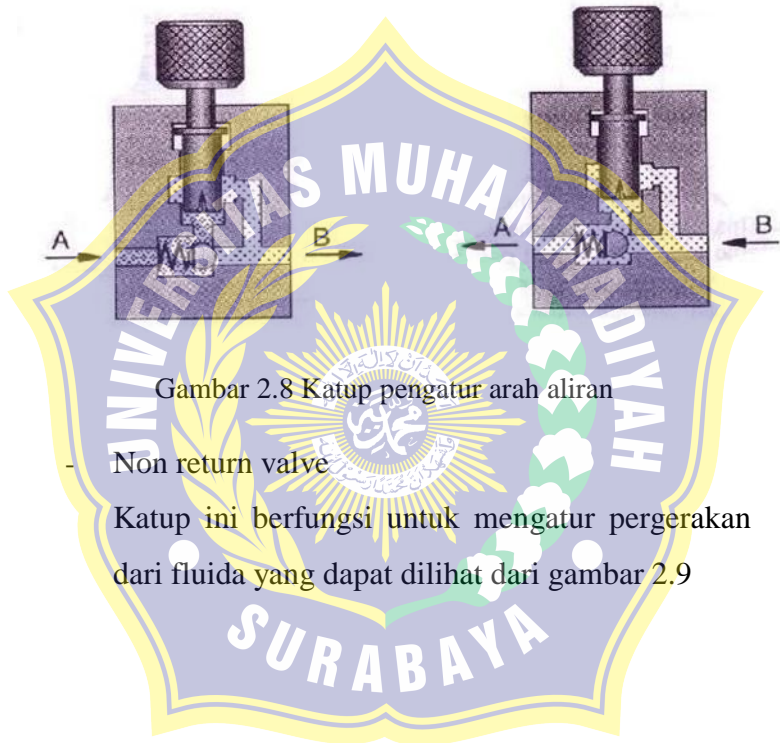 A
B
A
B
UNIVERSITAS MUHAMMADIYAH
Gambar 2.8 Katup pengatur arah aliran
- Non return valve
Katup ini berfungsi untuk mengatur pergerakan
dari fluida yang dapat dilihat dari gambar 2.9
SURABAYA